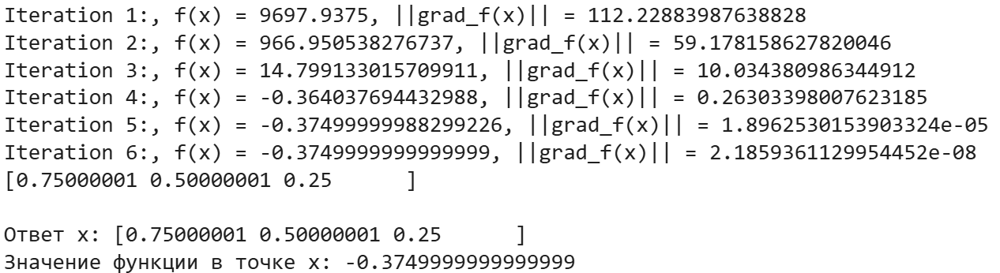 Iteration 1:, f(x) = 9697.9375, ||grad_f(x)|| = 112.22883987638828
Iteration 2:, f(x) = 966.950538276737, ||grad_f(x)|| = 59.178158627820046
Iteration 3:, f(x) = 14.799133015709911, ||grad_f(x)|| = 10.034380986344912
Iteration 4:, f(x) = -0.364037694432988, ||grad_f(x)|| = 0.26303398007623185
Iteration 5:, f(x) = -0.37499999988299226, ||grad_f(x)|| = 1.8962530153903324e-05
Iteration 6:, f(x) = -0.3749999999999999, ||grad_f(x)|| = 2.1859361129954452e-08
[0.75000001 0.50000001 0.25      ]
Ответ x: [0.75000001 0.50000001 0.25      ]
Значение функции в точке x: -0.3749999999999999